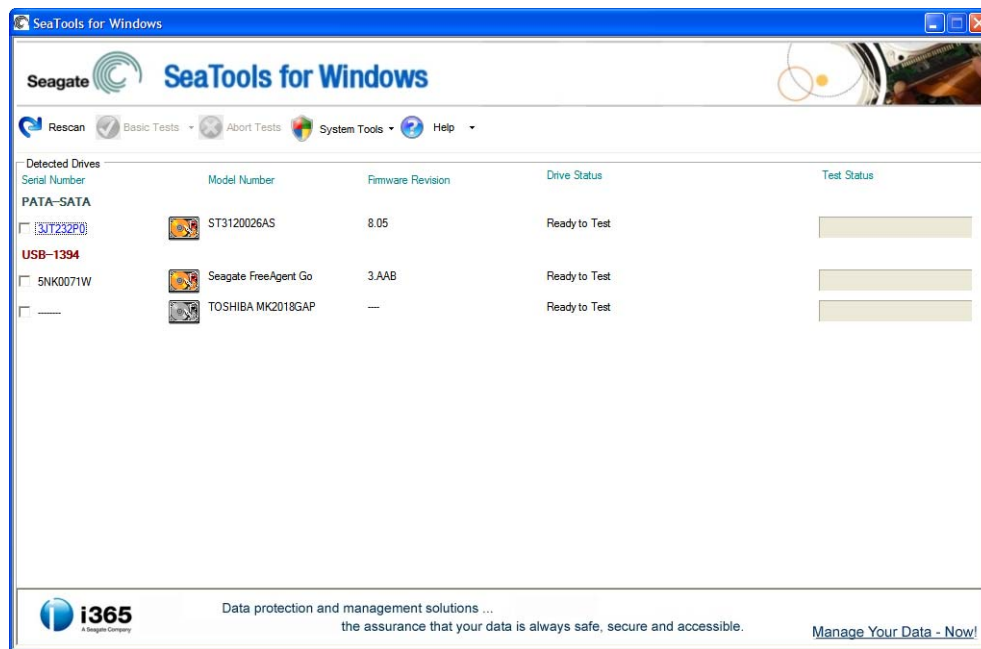 SeaTools for Windows
Seagate SeaTools for Windows
Rescan Basic Tests Abort Tests System Tools Help
Detected Drives
Serial Number Model Number Firmware Revision Drive Status Test Status
PATA-SATA
3JT232P0 ST3120026AS 8.05 Ready to Test
USB-1394
5NK0071W Seagate FreeAgent Go 3.AAB Ready to Test
-------- TOSHIBA MK2018GAP ---- Ready to Test
i365 Data protection and management solutions ...
A Seagate Company the assurance that your data is always safe, secure and accessible.
Manage Your Data - Now!